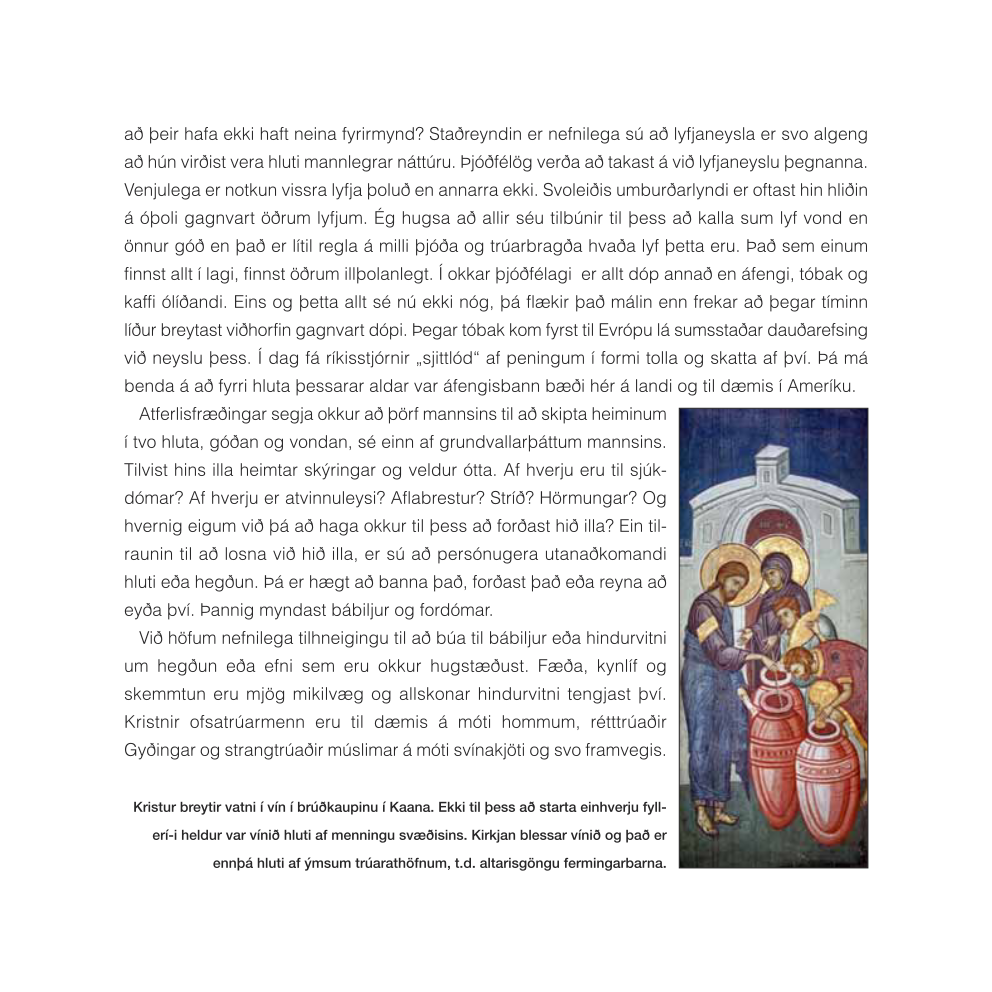 að þeir hafa ekki haft neina fyrirmynd? Staðreyndin er nefnilega sú að lyfjaneysla er svo algeng
að hún virðist vera hluti mannlegrar náttúru. Þjóðfélög verða að takast á við lyfjaneyslu þegnanna.
Venjulega er notkun vissra lyfja þoluð en annarra ekki. Svoleiðis umburðarlyndi er oftast hin hliðin
á óþoli gagnvart öðrum lyfjum. Ég hugsa að allir séu tilbúnir til þess að kalla sum lyf vond en
önnur góð en það er lítil regla á milli þjóða og trúarbragða hvaða lyf þetta eru. Það sem einum
finnst allt í lagi, finnst öðrum illþolanlegt. Í okkar þjóðfélagi er allt dóp annað en áfengi, tóbak og
kaffi ólíðandi. Eins og þetta allt sé nú ekki nóg, þá flækir það málin enn frekar að þegar tíminn
líður breytast viðhorfin gagnvart dópi. Þegar tóbak kom fyrst til Evrópu lá sumsstaðar dauðarefsing
við neyslu þess. Í dag fá ríkisstjórnir „sjittlód“ af peningum í formi tolla og skatta af því. Þá má
benda á að fyrri hluta þessarar aldar var áfengisbann bæði hér á landi og til dæmis í Ameríku.
Atferlisfræðingar segja okkur að þörf mannsins til að skipta heiminum
í tvo hluta, góðan og vondan, sé einn af grundvallarþáttum mannsins.
Tilvist hins illa heimtar skýringar og veldur ótta. Af hverju eru til sjúk-
dómar? Af hverju er atvinnuleysi? Aflabrestur? Stríð? Hörmungar? Og
hvernig eigum við þá að haga okkur til þess að forðast hið illa? Ein til-
raunin til að losna við hið illa, er sú að persónugera utanaðkomandi
hluti eða hegðun. Þá er hægt að banna það, forðast það eða reyna að
eyða því. Þannig myndast bábiljur og fordómar.
Við höfum nefnilega tilhneigingu til að búa til bábiljur eða hindurvitni
um hegðun eða efni sem eru okkur hugstæðust. Fæða, kynlíf og
skemmtun eru mjög mikilvæg og allskonar hindurvitni tengjast því.
Kristnir ofsatrúarmenn eru til dæmis á móti hommum, rétttrúaðir
Gyðingar og strangtrúaðir múslimar á móti svínakjöti og svo framvegis.
Kristur breytir vatni í vín í brúðkaupinu í Kaana. Ekki til þess að starta einhverju fyll-
erí-i heldur var vínið hluti af menningu svæðisins. Kirkjan blessar vínið og það er
ennþá hluti af ýmsum trúarathöfnum, t.d. altarisgöngu fermingarbarna.